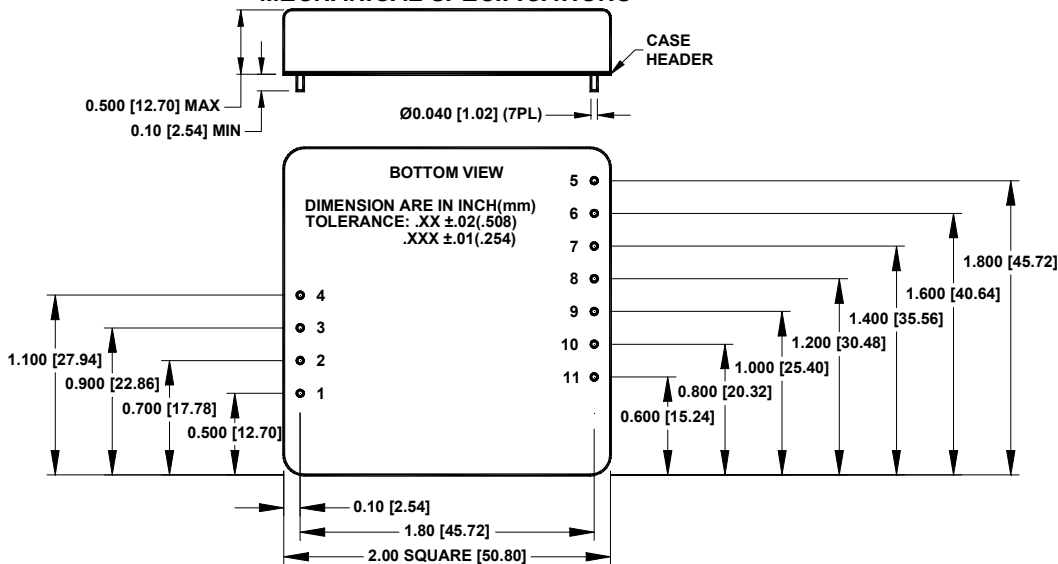 CASE
HEADER
0.500 [12.70] MAX
0.10 [2.54] MIN
Ø0.040 [1.02] (7PL)
BOTTOM VIEW
DIMENSION ARE IN INCH(mm)
TOLERANCE: .XX ±.02(.508)
.XXX ±.01(.254)
5
6
7
8
9
10
11
4
3
2
1
1.800 [45.72]
1.600 [40.64]
1.400 [35.56]
1.200 [30.48]
1.000 [25.40]
0.800 [20.32]
0.600 [15.24]
1.100 [27.94]
0.900 [22.86]
0.700 [17.78]
0.500 [12.70]
0.10 [2.54]
1.80 [45.72]
2.00 SQUARE [50.80]